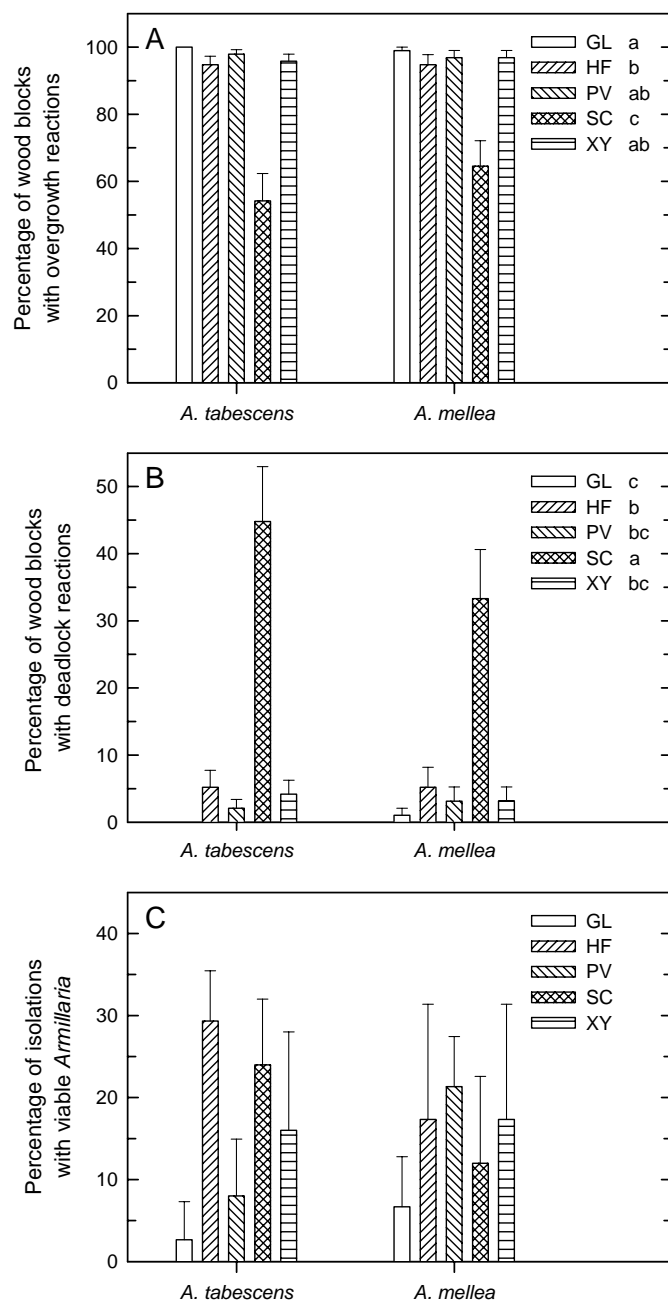 A
Percentage of wood blocks
with overgrowth reactions
100
80
60
40
20
0
GL a
HF b
PV ab
SC c
XY ab
A. tabescens
A. mellea
B
Percentage of wood blocks
with deadlock reactions
50
40
30
20
10
0
GL c
HF b
PV bc
SC a
XY bc
A. tabescens
A. mellea
C
Percentage of isolations
with viable Armillaria
40
30
20
10
0
GL
HF
PV
SC
XY
A. tabescens
A. mellea